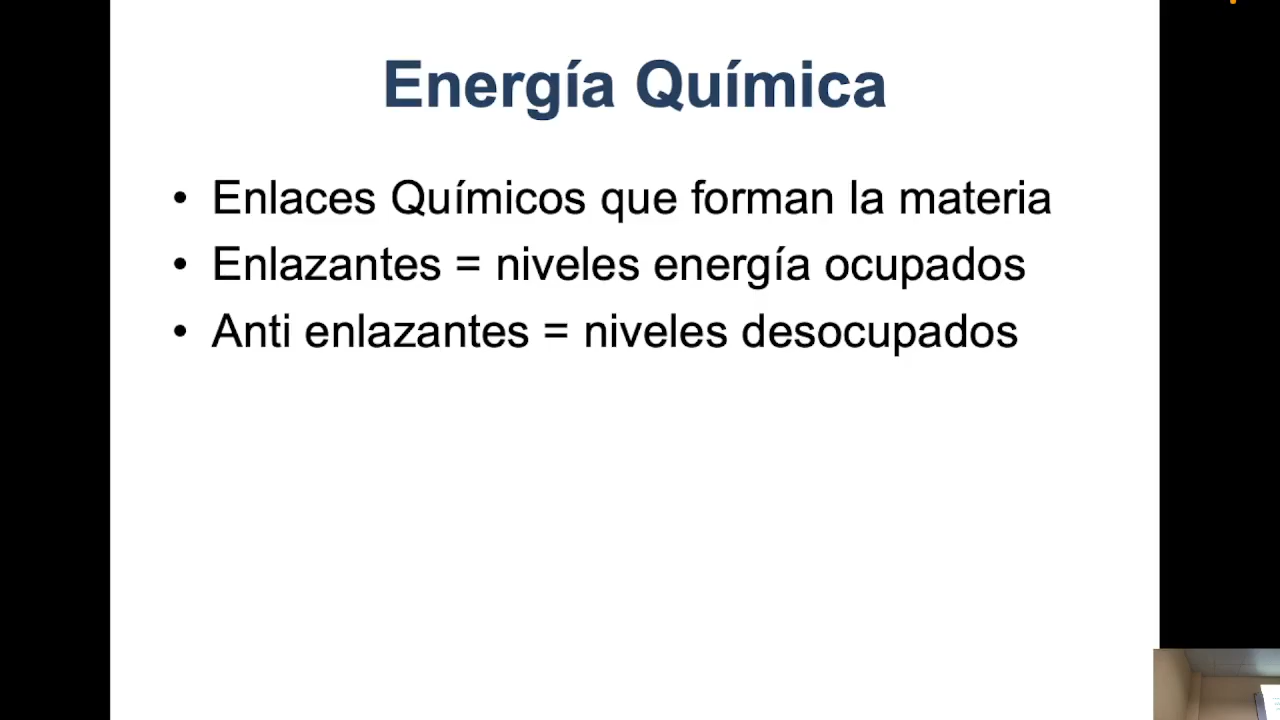 Energía Química
• Enlaces Químicos que forman la materia
• Enlazantes = niveles energía ocupados
• Anti enlazantes = niveles desocupados